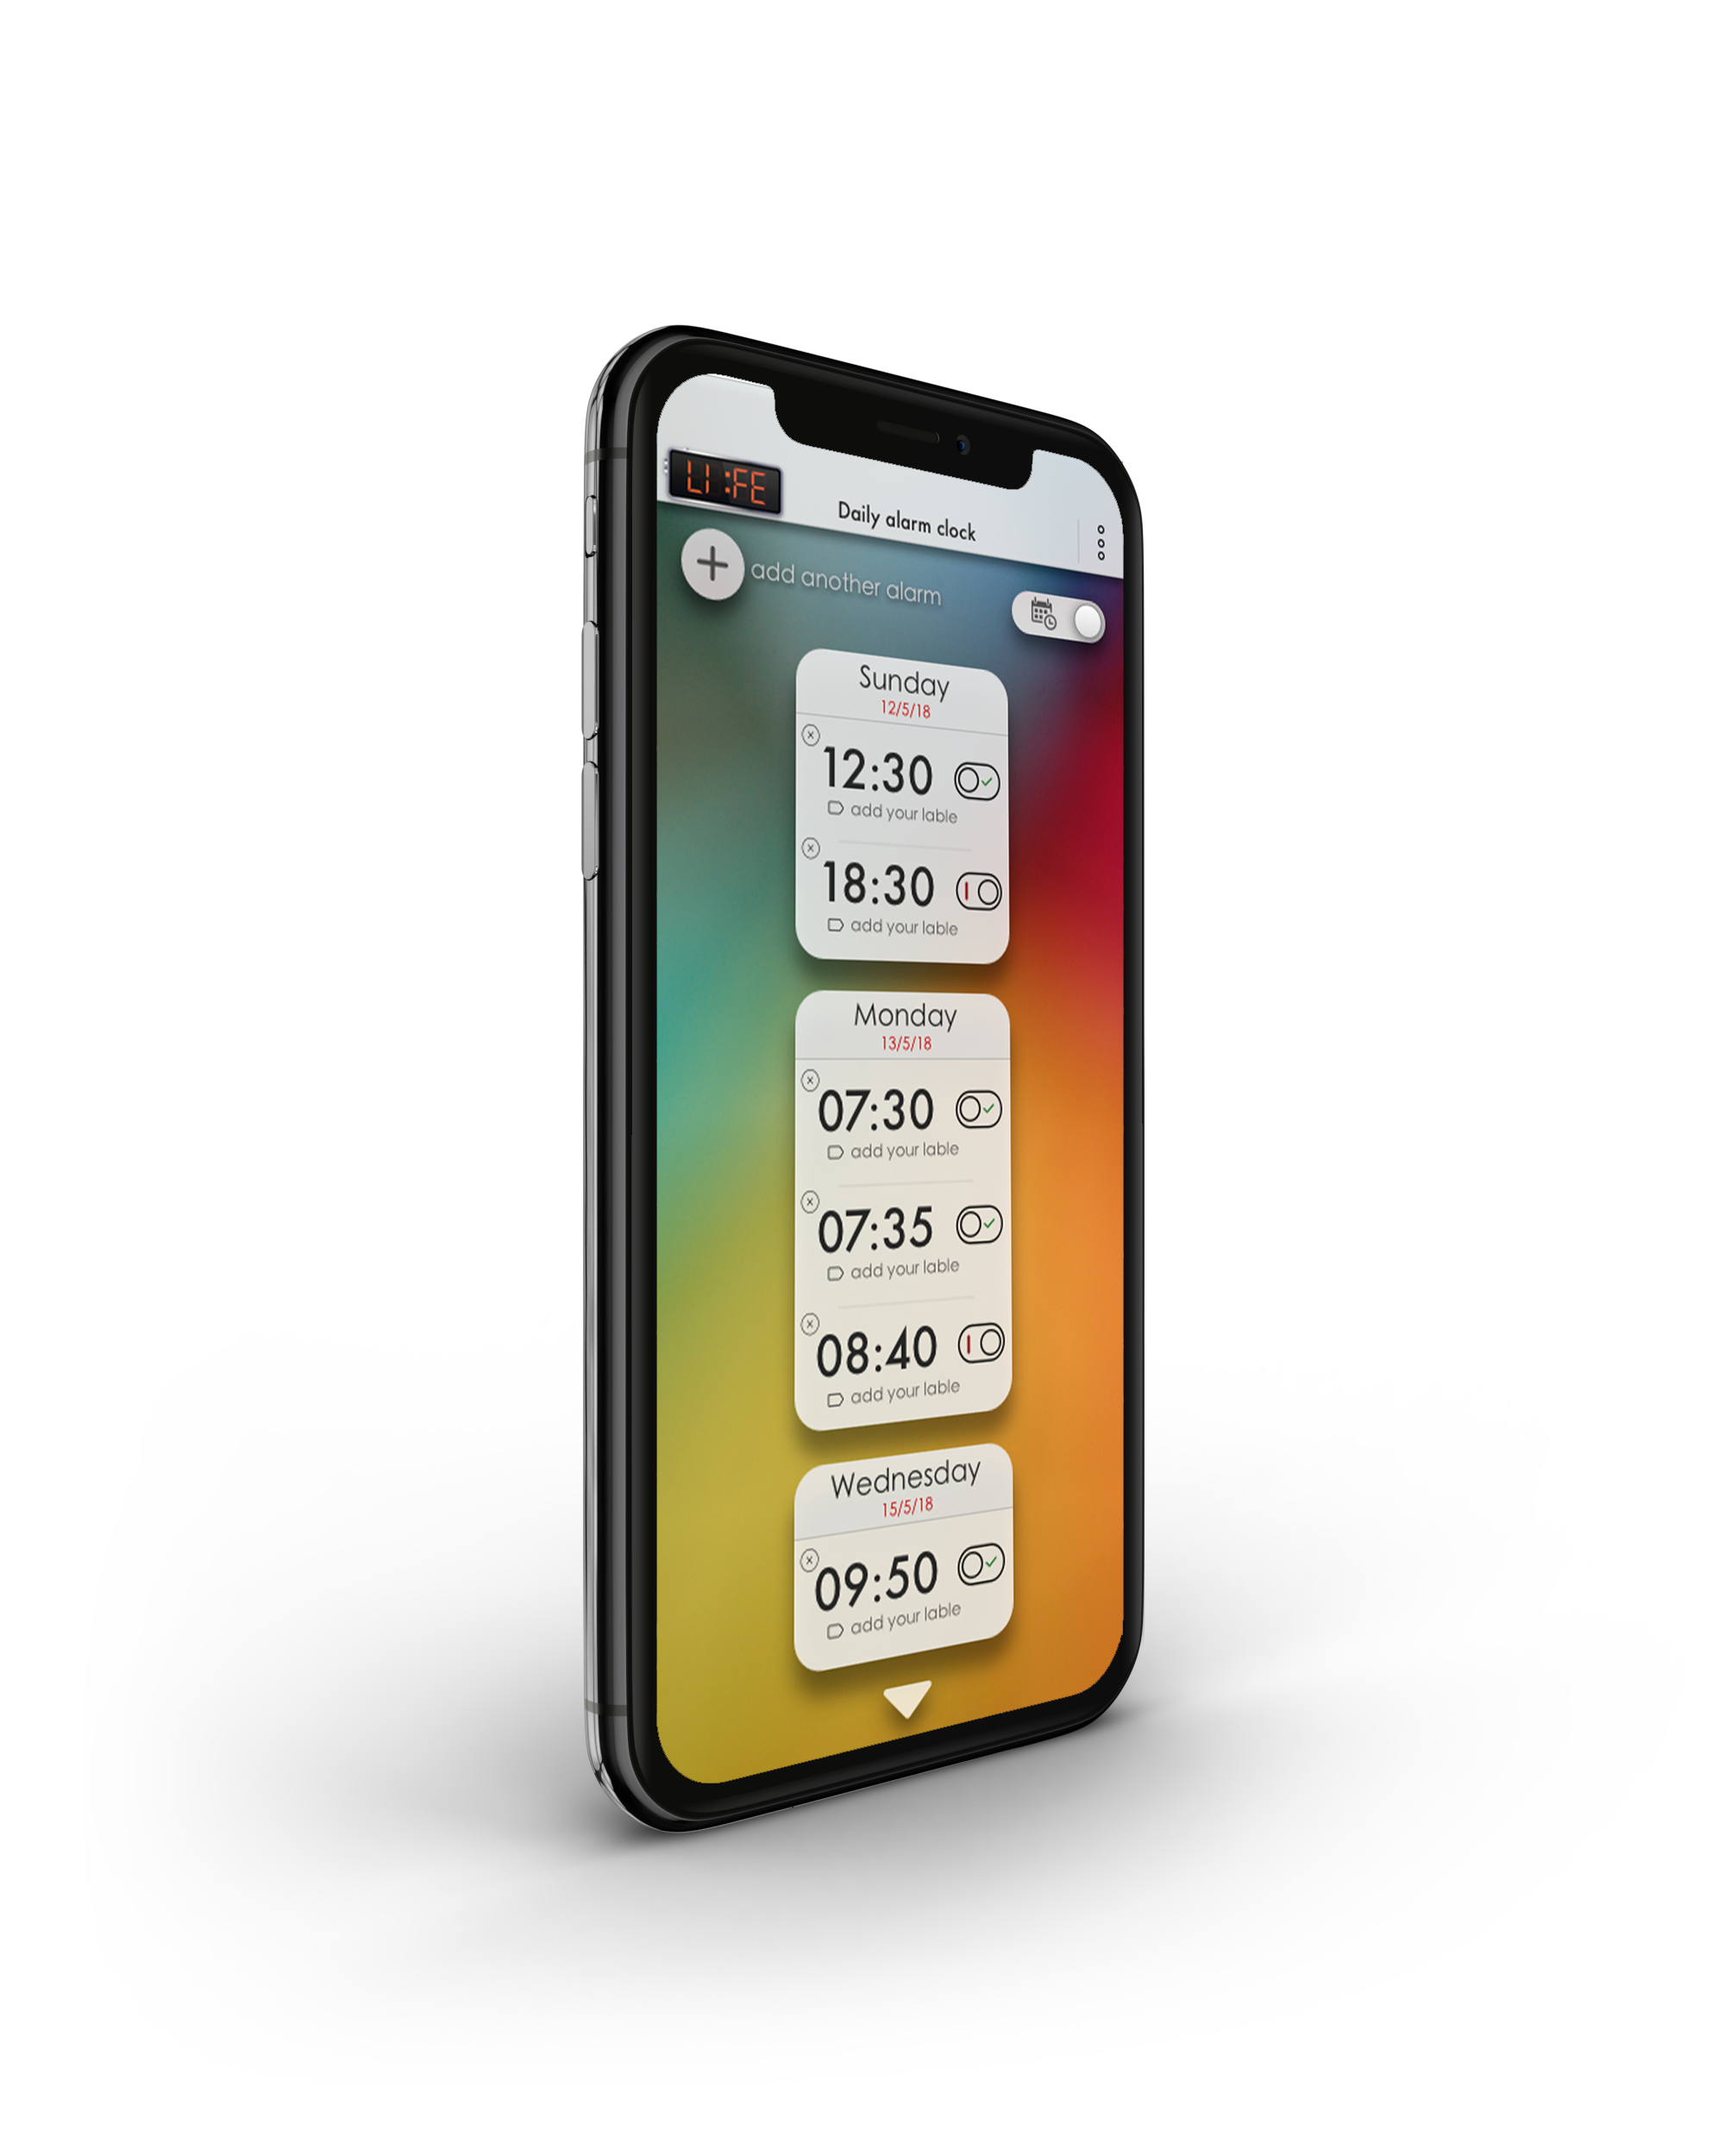 LI:FE
Daily alarm clock
add another alarm
Sunday
12/5/18
12:30
add your lable
18:30
add your lable
Monday
13/5/18
07:30
add your lable
07:35
add your lable
08:40
add your lable
Wednesday
15/5/18
09:50
add your lable